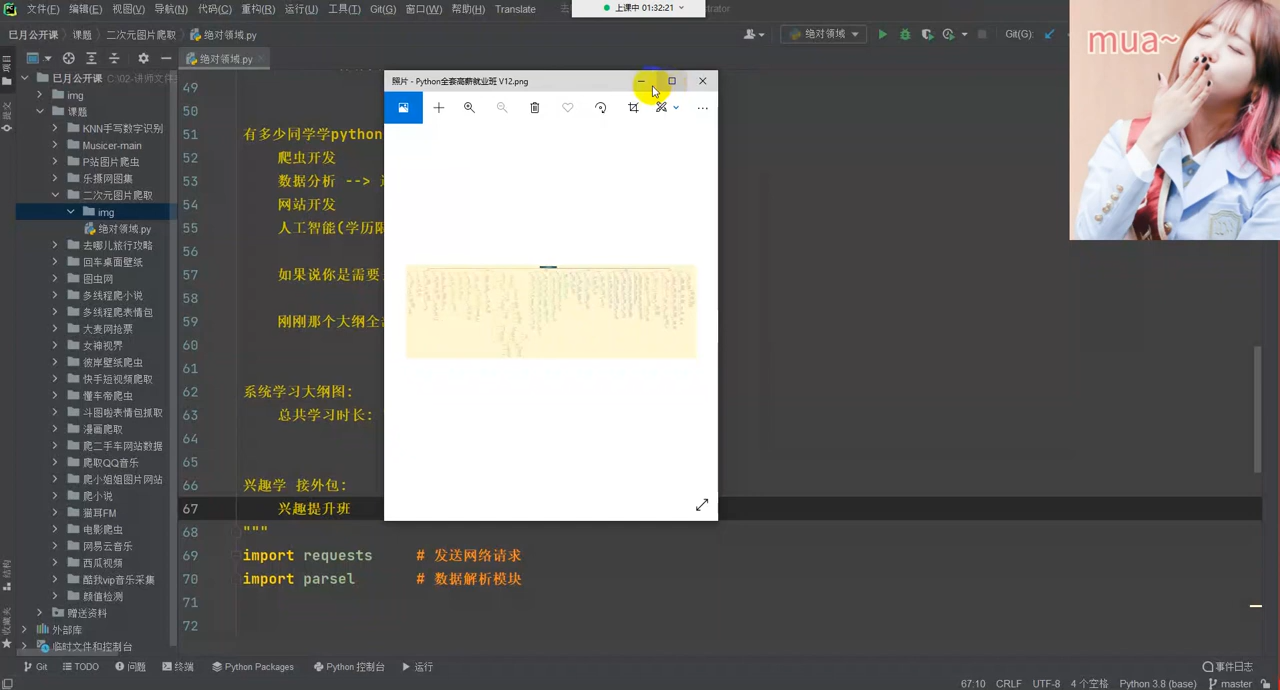 文件(F) 编辑(E) 视图(V) 导航(N) 代码(C) 重构(R) 运行(U) 工具(T) Git(G) 窗口(W) 帮助(H) Translate
上课中 01:32:21
mua~
已月公开课 课题 二次元图片爬取 绝对领域.py
绝对领域 Git(G):
项目
绝对领域.py
已月公开课
img
课题
KNN手写数字识别
Musicer-main
P站图片爬虫
乐摄网图集
二次元图片爬取
img
绝对领域.py
去哪儿旅行攻略
回车桌面壁纸
图虫网
多线程爬小说
多线程爬表情包
大麦网抢票
女神视界
彼岸壁纸爬虫
快手短视频爬取
懂车帝爬虫
斗图啦表情包抓取
漫画爬取
爬二手车网站数据
爬取QQ音乐
爬小姐姐图片网站
爬小说
猫耳FM
电影爬虫
网易云音乐
西瓜视频
酷我vip音乐采集
颜值检测
赠送资料
外部库
临时文件和控制台
结构
收藏夹
照片 - Python全套高薪就业班 V12.png
49
50
51 有多少同学学python
52 爬虫开发
53 数据分析 -->
54 网站开发
55 人工智能(学历限
56
57 如果说你是需要
58
59 刚刚那个大纲全
60
61
62 系统学习大纲图:
63 总共学习时长:
64
65
66 兴趣学 接外包:
67 兴趣提升班
68 """
69 import requests # 发送网络请求
70 import parsel # 数据解析模块
71
72
Git TODO 问题 终端 Python Packages Python 控制台 运行 事件日志
67:10 CRLF UTF-8 4 个空格 Python 3.8 (base) master